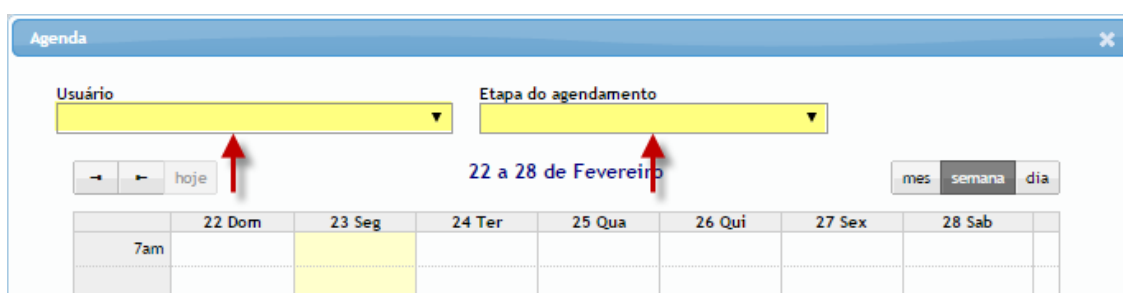 Agenda
Usuário Etapa do agendamento
hoje 22 a 28 de Fevereiro mes semana dia
22 Dom 23 Seg 24 Ter 25 Qua 26 Qui 27 Sex 28 Sab
7am